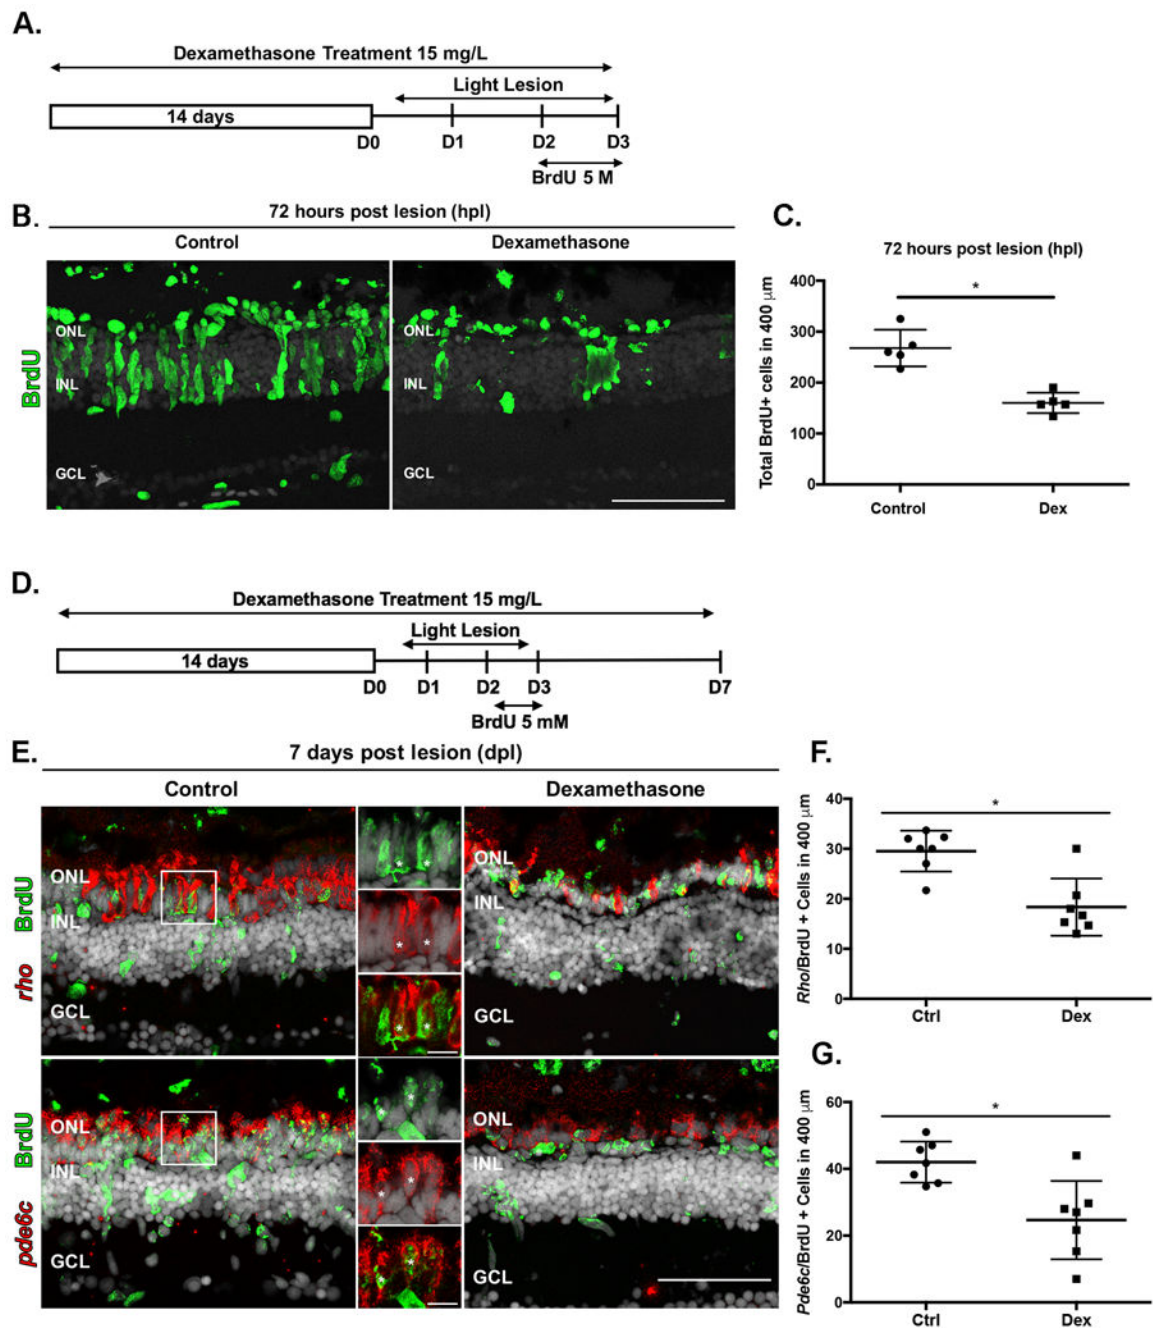 A.
Dexamethasone Treatment 15 mg/L
Light Lesion
14 days
D0 D1 D2 D3
BrdU 5 M
B.
72 hours post lesion (hpl)
Control Dexamethasone
BrdU
ONL
INL
GCL
ONL
INL
GCL
C.
72 hours post lesion (hpl)
Total BrdU+ cells in 400 μm
400
300
200
100
0
*
Control Dex
D.
Dexamethasone Treatment 15 mg/L
Light Lesion
14 days
D0 D1 D2 D3 D7
BrdU 5 mM
E.
7 days post lesion (dpl)
Control Dexamethasone
rho BrdU
ONL
INL
GCL
* *
* *
* *
ONL
INL
GCL
pde6c BrdU
ONL
INL
GCL
* *
* *
* *
ONL
INL
GCL
F.
Rho/BrdU + Cells in 400 μm
40
30
20
10
0
*
Ctrl Dex
G.
Pde6c/BrdU + Cells in 400 μm
60
40
20
0
*
Ctrl Dex